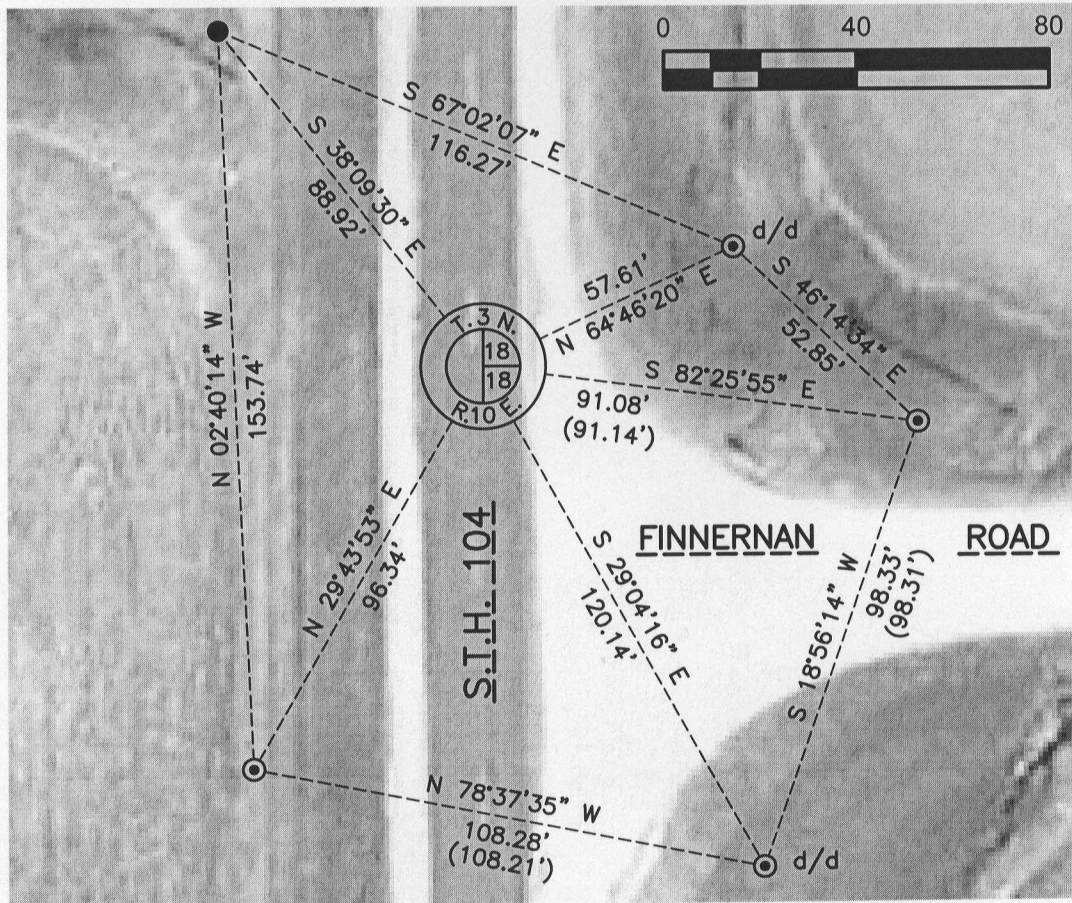 0 40 80
S 67°02'07" E
116.27'
S 38°09'30" E
88.92'
d/d
57.61'
N 64°46'20" E
S 46°14'34" E
52.85'
T. 3 N.
18
18
R.10 E.
S 82°25'55" E
91.08'
(91.14')
N 02°40'14" W
153.74'
N 29°43'53" E
96.34'
S.T.H. 104
FINNERNAN ROAD
S 29°04'16" E
120.14'
S 18°56'14" W
98.33'
(98.31')
N 78°37'35" W
108.28'
(108.21')
d/d